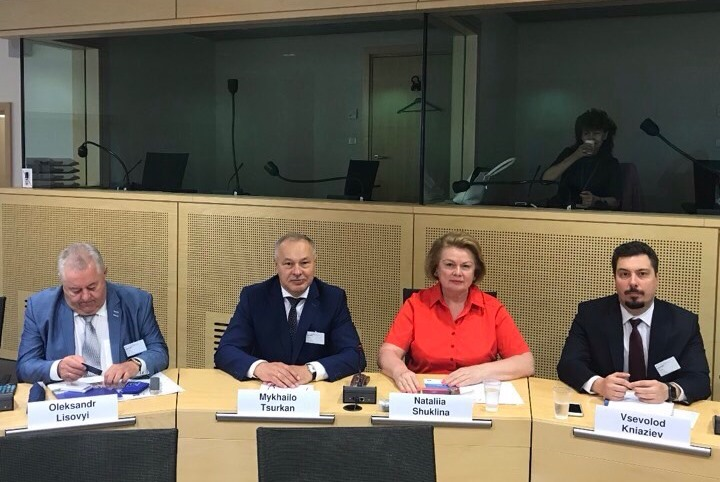 Oleksandr
Lisovyi
Mykhailo
Tsurkan
Nataliia
Shuklina
Vsevolod
Kniaziev